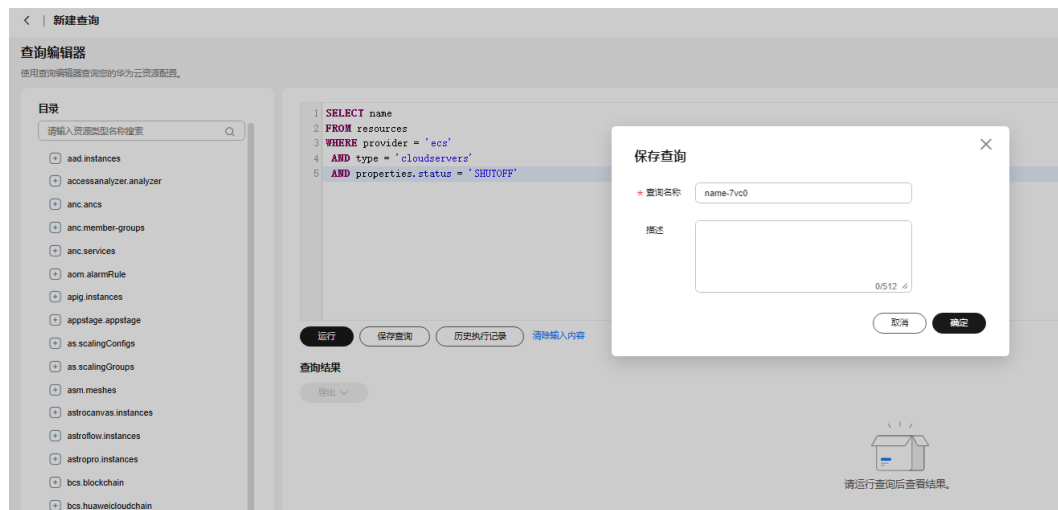 新建查询
查询编辑器
使用查询编辑器查询您的华为云资源配置。
目录
请输入资源类型名称搜索
aad.instances
accessanalyzer.analyzer
anc.ancs
anc.member-groups
anc.services
aom.alarmRule
apig.instances
appstage.appstage
as.scalingConfigs
as.scalingGroups
asm.meshes
astrocanvas.instances
astroflow.instances
astropro.instances
bcs.blockchain
bcs.huaweicloudchain
1 SELECT name
2 FROM resources
3 WHERE provider = 'ecs'
4 AND type = 'cloudservers'
5 AND properties.status = 'SHUTOFF'
运行 保存查询 历史执行记录 清除输入内容
查询结果
导出
请运行查询后查看结果。
保存查询
* 查询名称 name-7vc0
描述
0/512
取消 确定